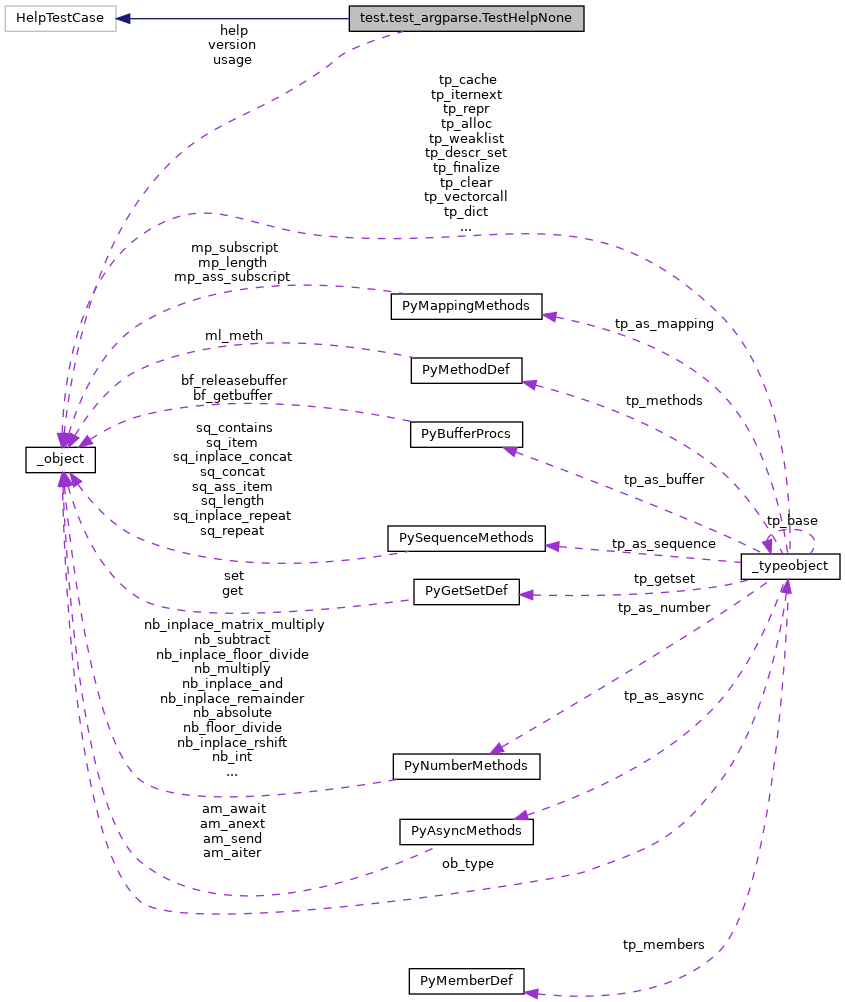 HelpTestCase
test.test_argparse.TestHelpNone
help
version
usage
tp_cache
tp_iternext
tp_repr
tp_alloc
tp_weaklist
tp_descr_set
tp_finalize
tp_clear
tp_vectorcall
tp_dict
...
mp_subscript
mp_length
mp_ass_subscript
PyMappingMethods
tp_as_mapping
ml_meth
PyMethodDef
tp_methods
bf_releasebuffer
bf_getbuffer
PyBufferProcs
_object
sq_contains
sq_item
sq_inplace_concat
sq_concat
sq_ass_item
sq_length
sq_inplace_repeat
sq_repeat
tp_as_buffer
tp_base
PySequenceMethods
tp_as_sequence
_typeobject
set
get
PyGetSetDef
tp_getset
tp_as_number
nb_inplace_matrix_multiply
nb_subtract
nb_inplace_floor_divide
nb_multiply
nb_inplace_and
nb_inplace_remainder
nb_absolute
nb_floor_divide
nb_inplace_rshift
nb_int
...
tp_as_async
PyNumberMethods
am_await
am_anext
am_send
am_aiter
PyAsyncMethods
ob_type
tp_members
PyMemberDef